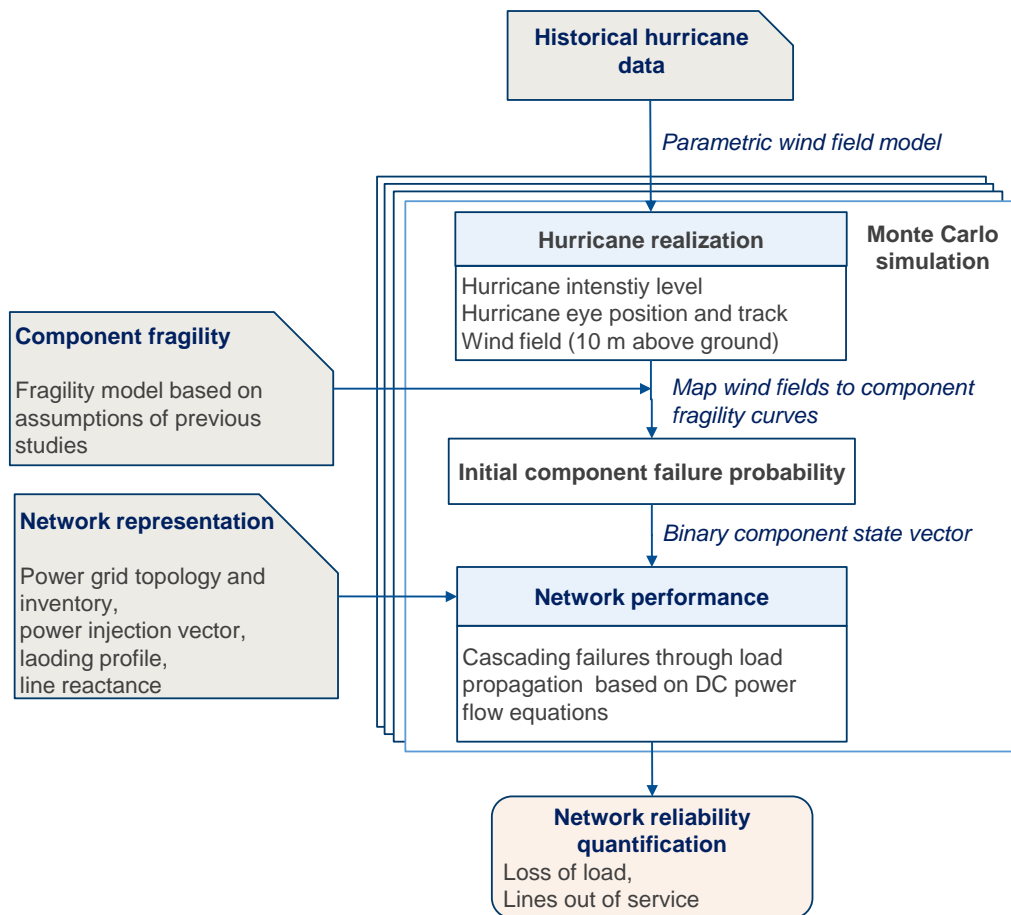 Historical hurricane
data
Parametric wind field model
Hurricane realization
Monte Carlo
simulation
Hurricane intenstiy level
Hurricane eye position and track
Wind field (10 m above ground)
Component fragility
Fragility model based on
assumptions of previous
studies
Map wind fields to component
fragility curves
Initial component failure probability
Network representation
Power grid topology and
inventory,
power injection vector,
laoding profile,
line reactance
Binary component state vector
Network performance
Cascading failures through load
propagation based on DC power
flow equations
Network reliability
quantification
Loss of load,
Lines out of service